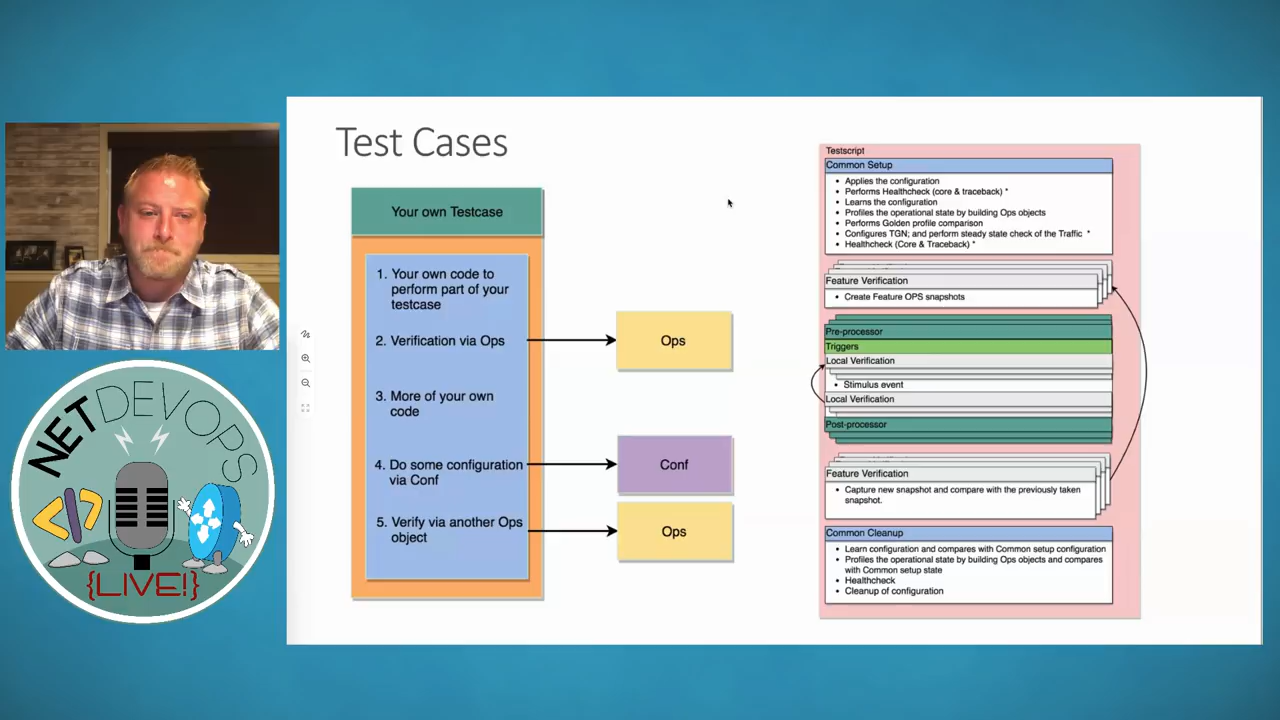 Test Cases
Your own Testcase
1. Your own code to
perform part of your
testcase
2. Verification via Ops
3. More of your own
code
4. Do some configuration
via Conf
5. Verify via another Ops
object
Ops
Conf
Ops
Testscript
Common Setup
• Applies the configuration
• Performs Healthcheck (core & traceback) *
• Learns the configuration
• Profiles the operational state by building Ops objects
• Performs Golden profile comparison
• Configures TGN; and perform steady state check of the Traffic *
• Healthcheck (Core & Traceback) *
Feature Verification
• Create Feature OPS snapshots
Pre-processor
Triggers
Local Verification
• Stimulus event
Local Verification
Post-processor
Feature Verification
• Capture new snapshot and compare with the previously taken
snapshot.
Common Cleanup
• Learn configuration and compares with Common setup configuration
• Profiles the operational state by building Ops objects and compares
with Common setup state
• Healthcheck
• Cleanup of configuration
NETDEVOPS
{LIVE!}